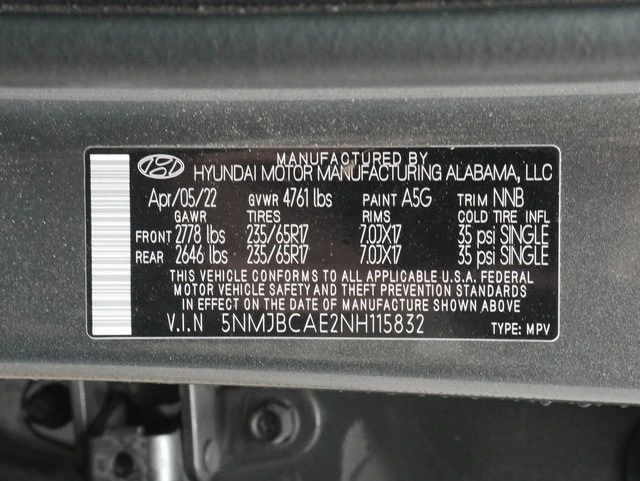 MANUFACTURED BY
HYUNDAI MOTOR MANUFACTURING ALABAMA, LLC
Apr/05/22 GVWR 4761 lbs PAINT A5G TRIM NNB
GAWR TIRES RIMS COLD TIRE INFL
FRONT 2778 lbs 235/65R17 7.0JX17 35 psi SINGLE
REAR 2646 lbs 235/65R17 7.0JX17 35 psi SINGLE
THIS VEHICLE CONFORMS TO ALL APPLICABLE U.S.A. FEDERAL
MOTOR VEHICLE SAFETY AND THEFT PREVENTION STANDARDS
IN EFFECT ON THE DATE OF MANUFACTURE SHOWN ABOVE
V.I.N 5NMJBCAE2NH115832 TYPE: MPV